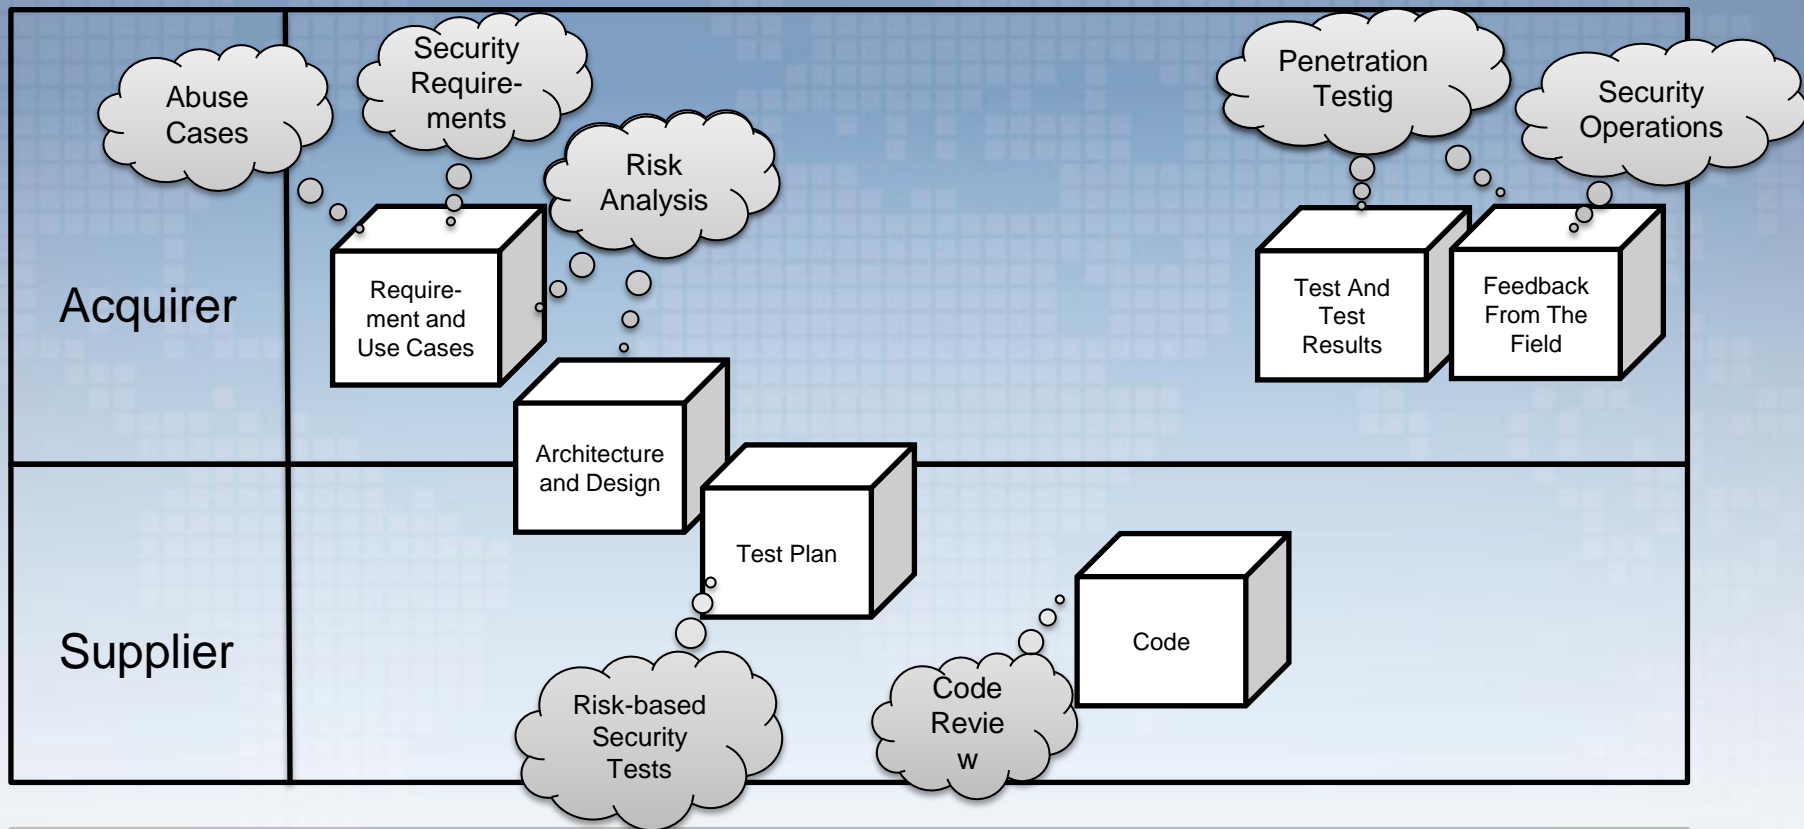 Abuse
Cases
Security
Require-
ments
Risk
Analysis
Penetration
Testig
Security
Operations
Acquirer
Require-
ment and
Use Cases
Test And
Test
Results
Feedback
From The
Field
Architecture
and Design
Test Plan
Supplier
Code
Risk-based
Security
Tests
Code
Revie
w